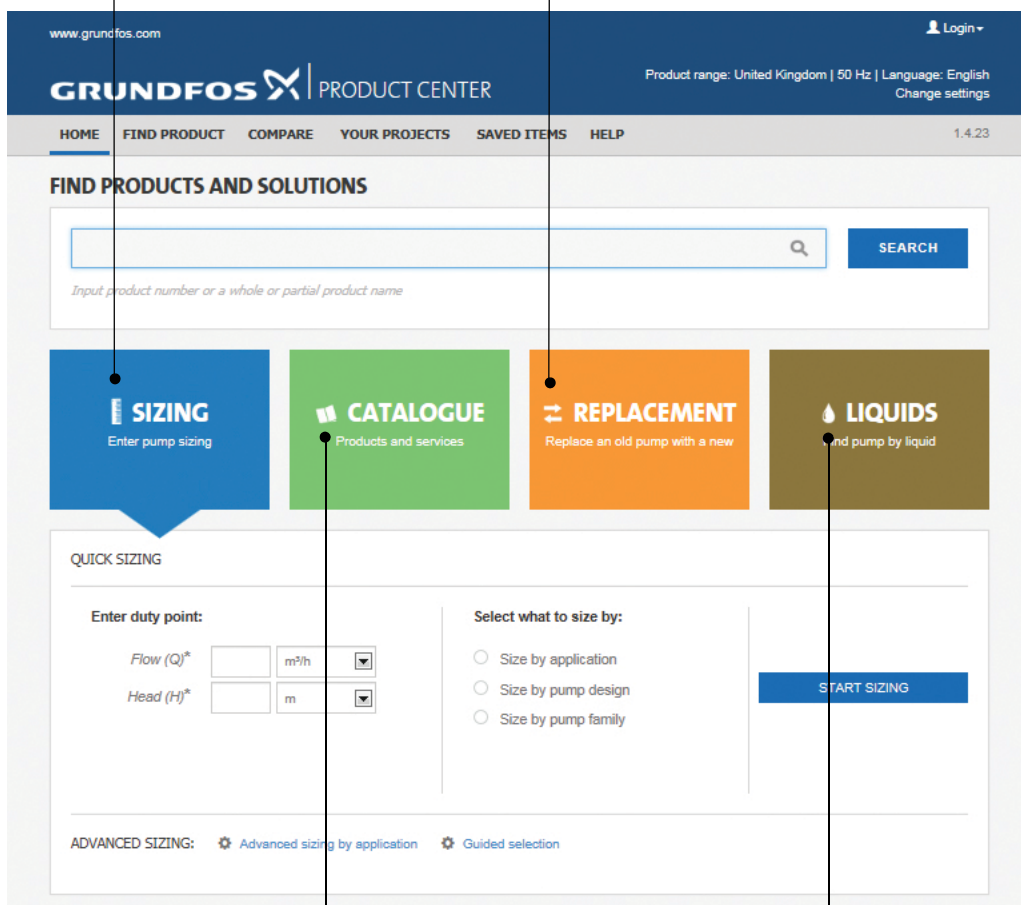 www.grundfos.com
Login
GRUNDFOS PRODUCT CENTER
Product range: United Kingdom | 50 Hz | Language: English
Change settings
HOME FIND PRODUCT COMPARE YOUR PROJECTS SAVED ITEMS HELP 1.4.23
FIND PRODUCTS AND SOLUTIONS
SEARCH
Input product number or a whole or partial product name
SIZING
Enter pump sizing
CATALOGUE
Products and services
REPLACEMENT
Replace an old pump with a new
LIQUIDS
Find pump by liquid
QUICK SIZING
Enter duty point:
Flow (Q)* m³/h
Head (H)* m
Select what to size by:
Size by application
Size by pump design
Size by pump family
START SIZING
ADVANCED SIZING: Advanced sizing by application Guided selection